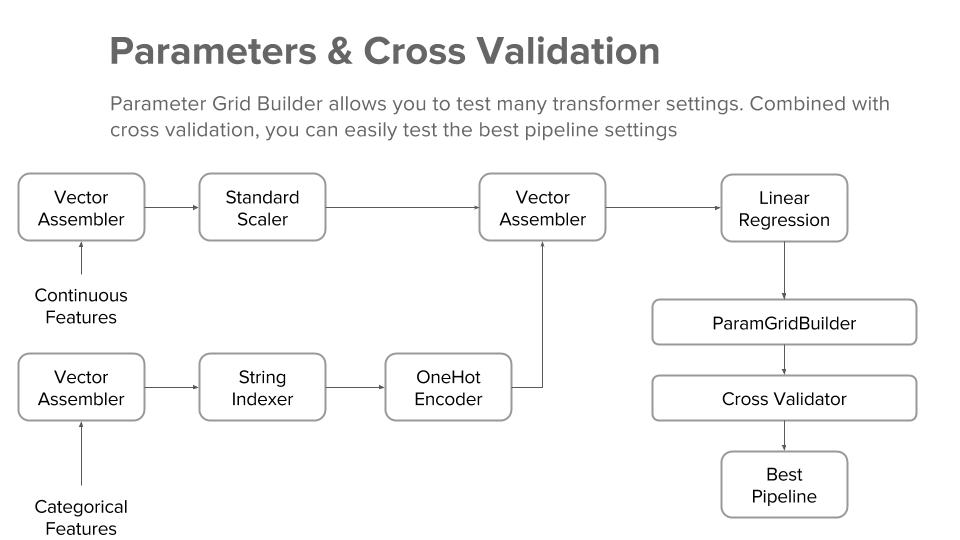 Parameters & Cross Validation
Parameter Grid Builder allows you to test many transformer settings. Combined with
cross validation, you can easily test the best pipeline settings
Vector
Assembler
Standard
Scaler
Vector
Assembler
Linear
Regression
Continuous
Features
ParamGridBuilder
Vector
Assembler
String
Indexer
OneHot
Encoder
Cross Validator
Best
Pipeline
Categorical
Features